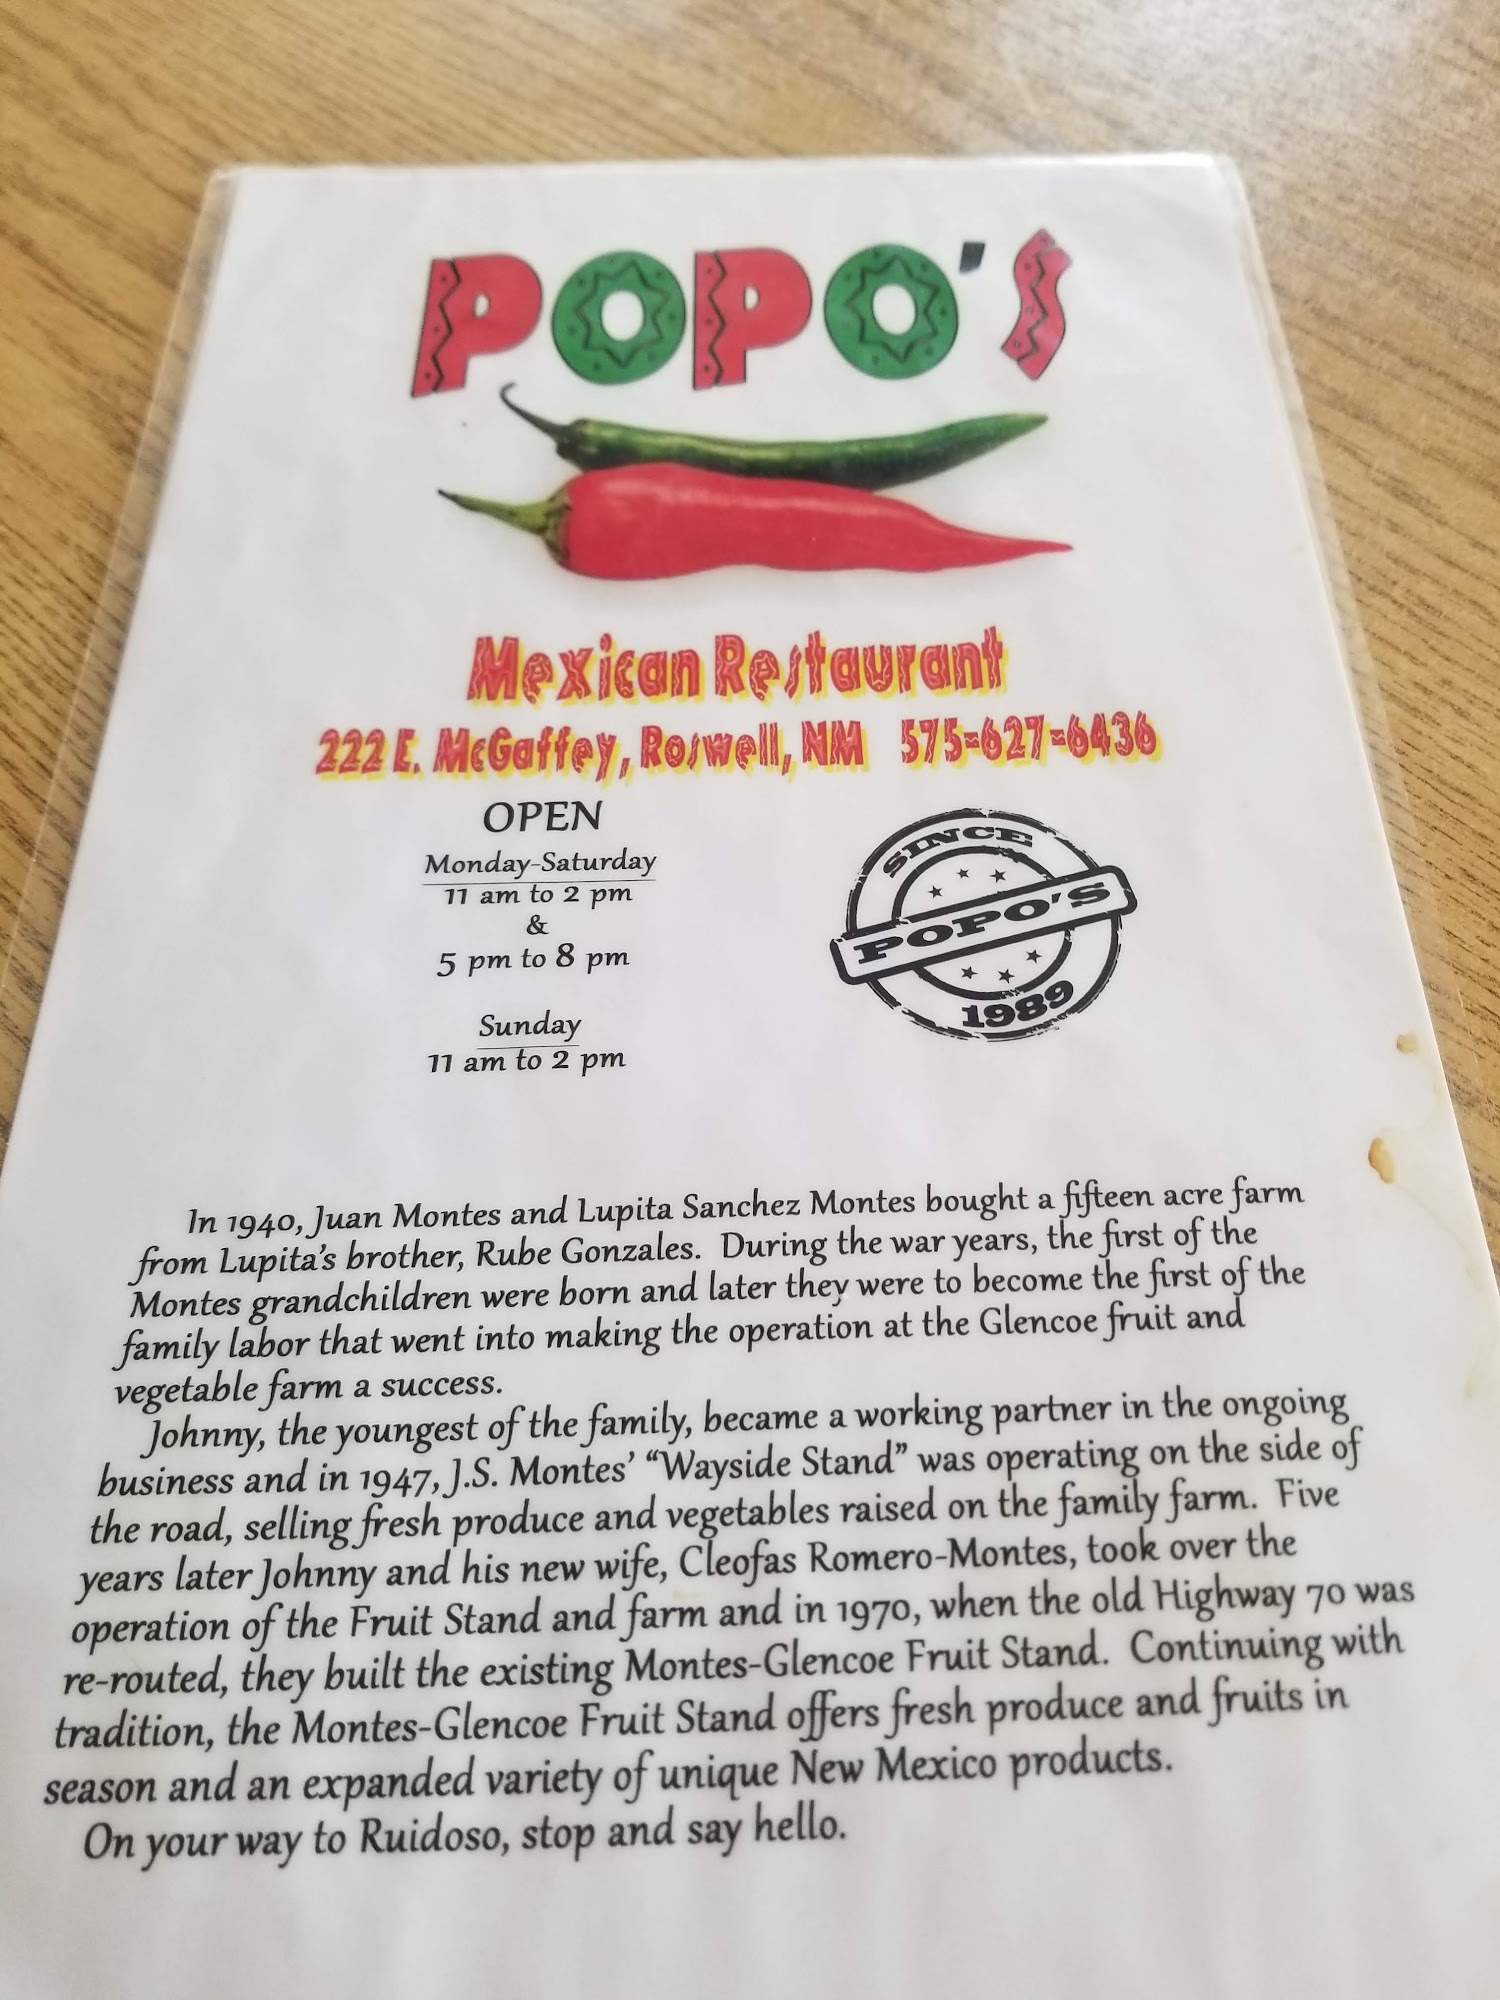 POPO'S
Mexican Restaurant
222 E. McGaffey, Roswell, NM 575-627-6436
OPEN
Monday-Saturday
11 am to 2 pm
&
5 pm to 8 pm
Sunday
11 am to 2 pm
SINCE
POPO'S
1989
In 1940, Juan Montes and Lupita Sanchez Montes bought a fifteen acre farm
from Lupita's brother, Rube Gonzales. During the war years, the first of the
Montes grandchildren were born and later they were to become the first of the
family labor that went into making the operation at the Glencoe fruit and
vegetable farm a success.
Johnny, the youngest of the family, became a working partner in the ongoing
business and in 1947, J.S. Montes' "Wayside Stand" was operating on the side of
the road, selling fresh produce and vegetables raised on the family farm. Five
years later Johnny and his new wife, Cleofas Romero-Montes, took over the
operation of the Fruit Stand and farm and in 1970, when the old Highway 70 was
re-routed, they built the existing Montes-Glencoe Fruit Stand. Continuing with
tradition, the Montes-Glencoe Fruit Stand offers fresh produce and fruits in
season and an expanded variety of unique New Mexico products.
On your way to Ruidoso, stop and say hello.